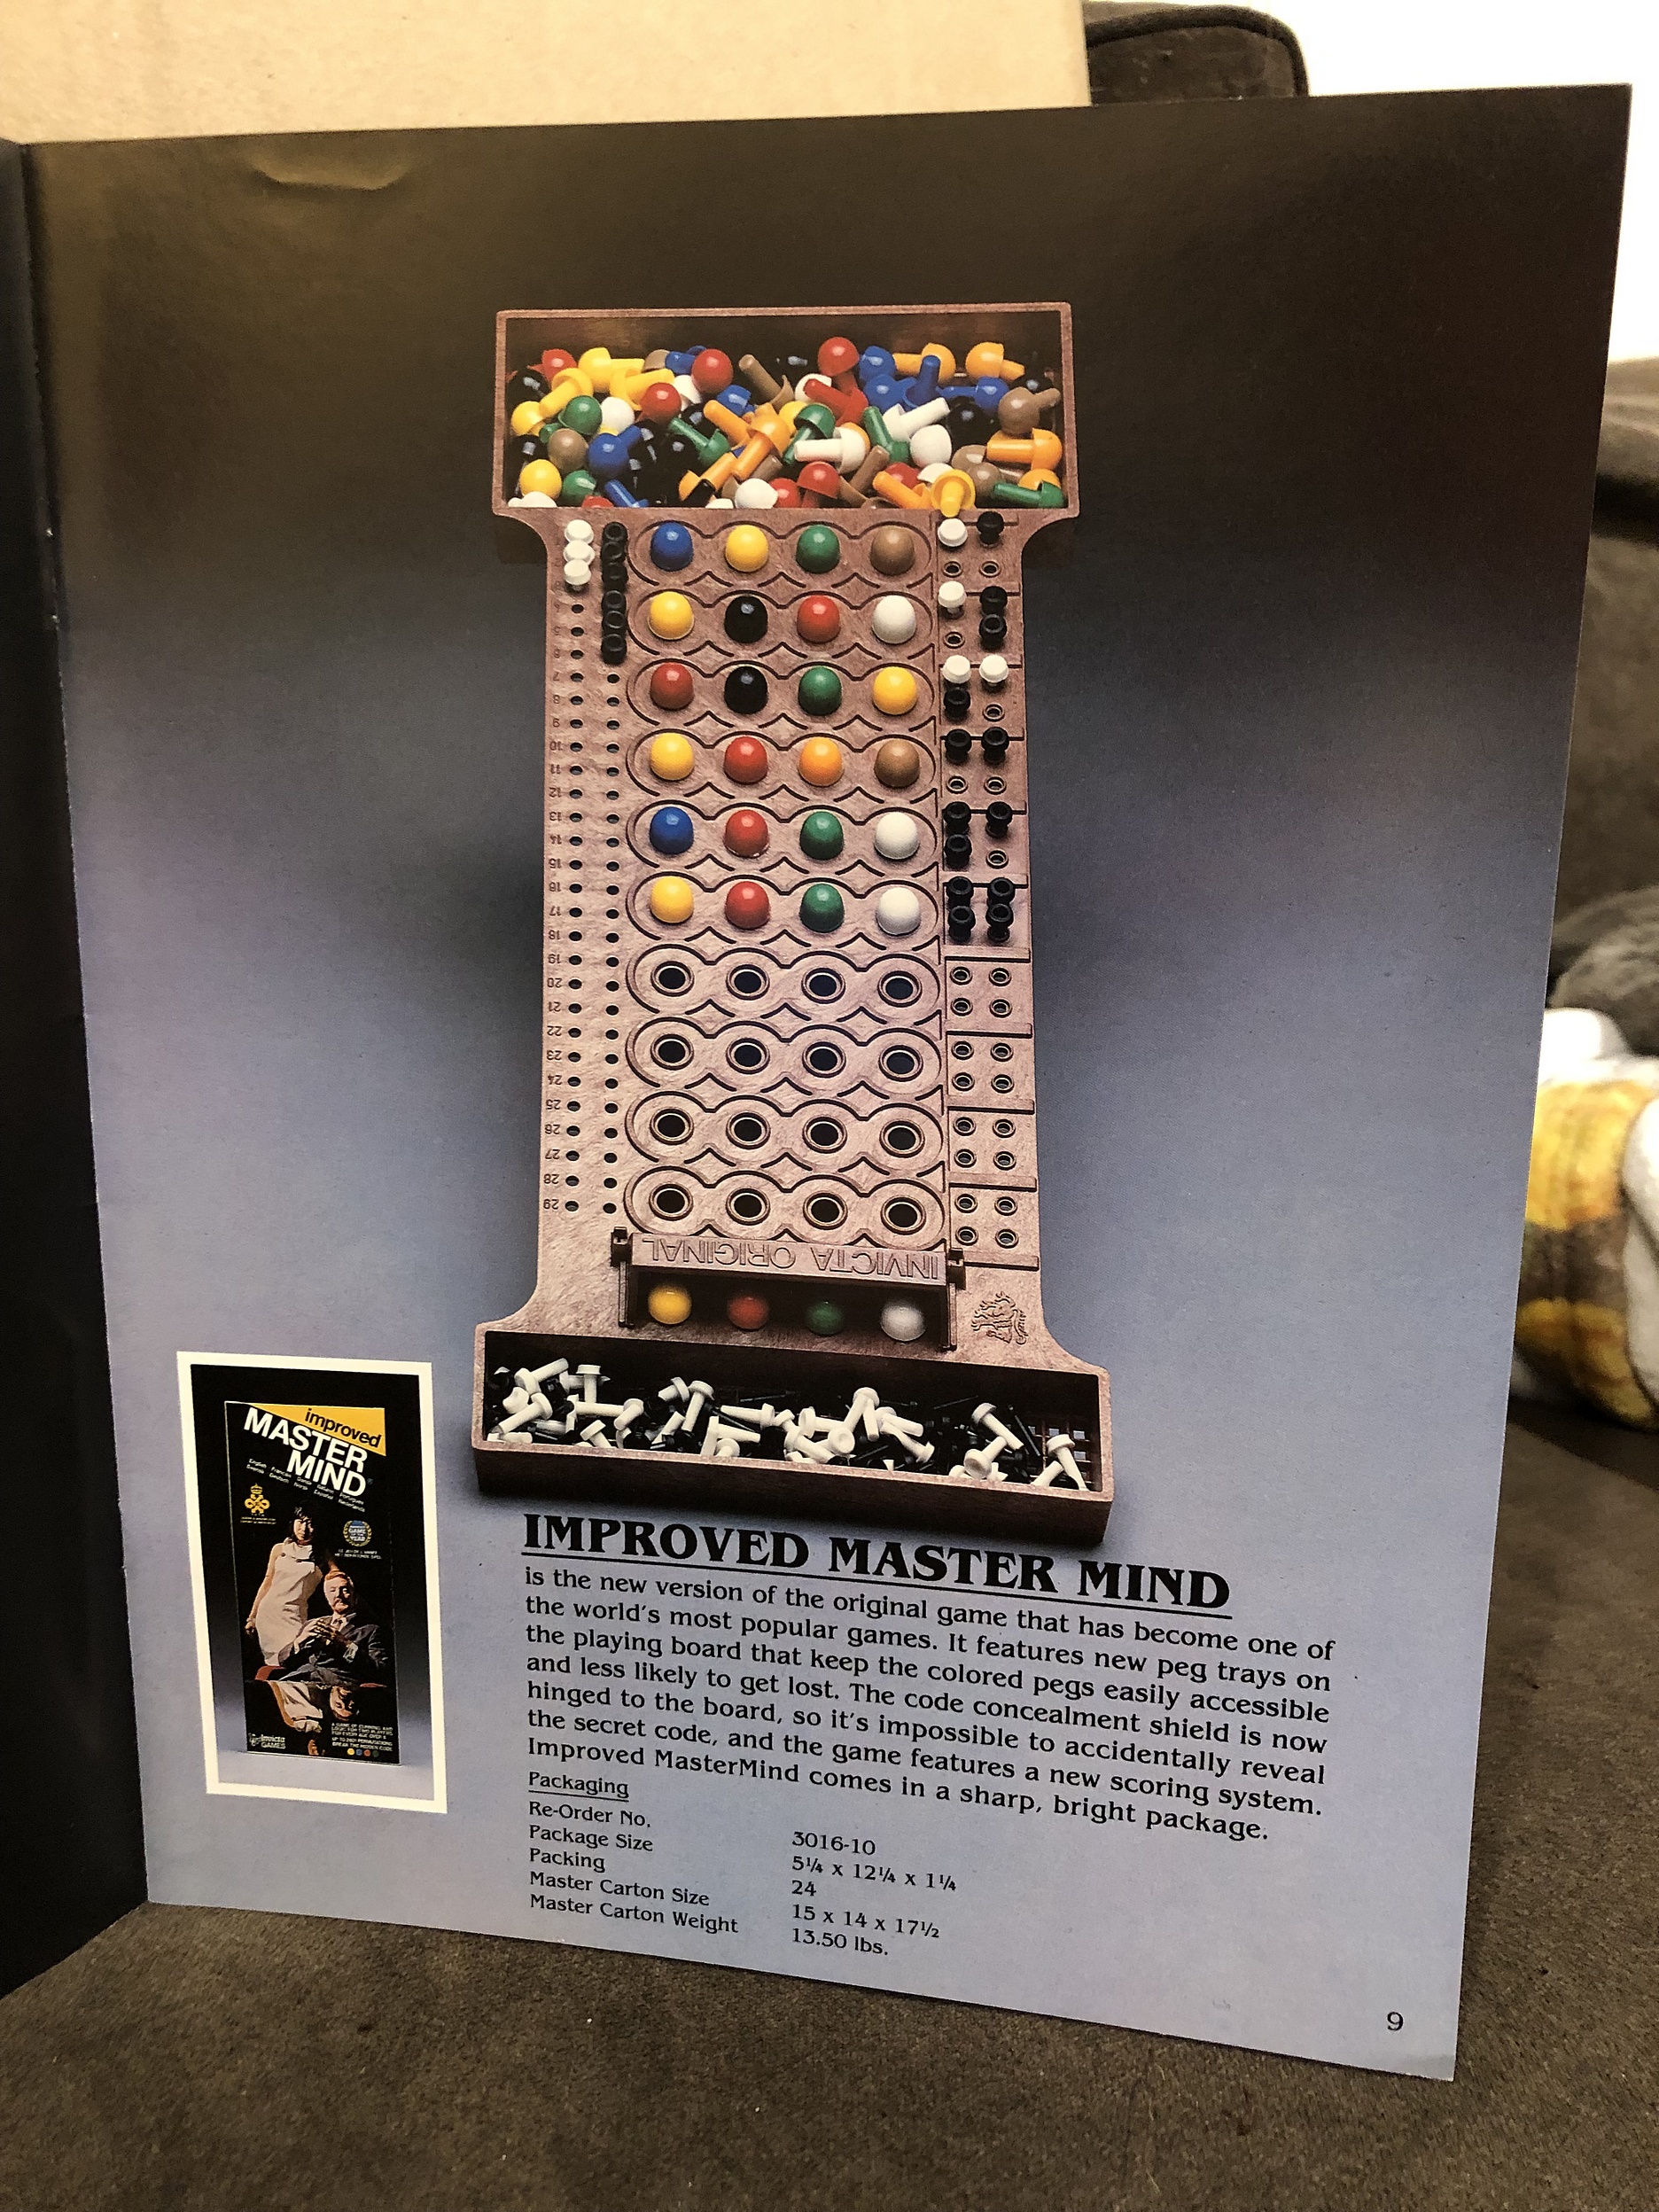 INVICTA ORIGINAL
improved
MASTER
MIND
Invicta
GAMES
IMPROVED MASTER MIND
is the new version of the original game that has become one of
the world's most popular games. It features new peg trays on
the playing board that keep the colored pegs easily accessible
and less likely to get lost. The code concealment shield is now
hinged to the board, so it's impossible to accidentally reveal
the secret code, and the game features a new scoring system.
Improved MasterMind comes in a sharp, bright package.
Packaging
Re-Order No. 3016-10
Package Size 5¼ x 12¼ x 1¼
Packing 24
Master Carton Size 15 x 14 x 17½
Master Carton Weight 13.50 lbs.
9